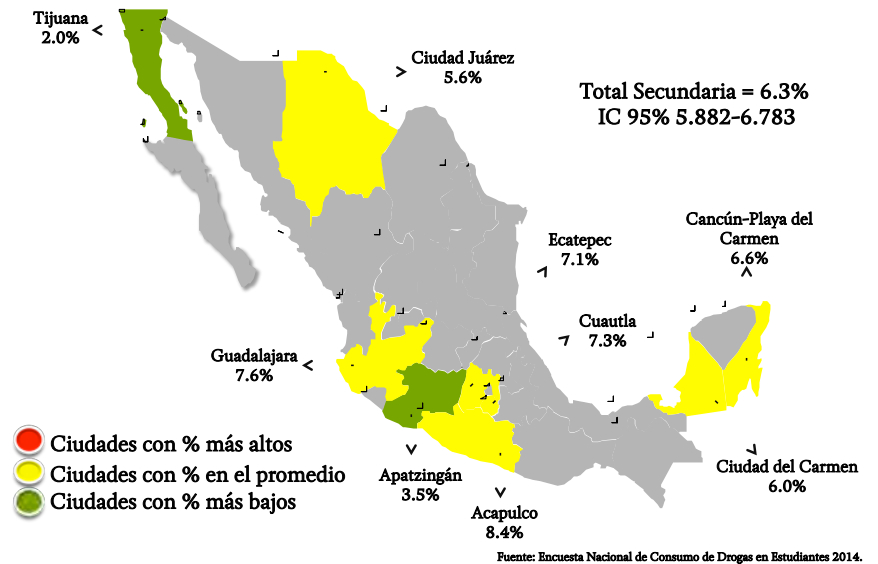 Tijuana
2.0%
Ciudad Juárez
5.6%
Total Secundaria = 6.3%
IC 95% 5.882-6.783
Cancún-Playa del
Carmen
6.6%
Ecatepec
7.1%
Cuautla
7.3%
Guadalajara
7.6%
Ciudades con % más altos
Ciudades con % en el promedio
Ciudades con % más bajos
Apatzingán
3.5%
Acapulco
8.4%
Ciudad del Carmen
6.0%
Fuente: Encuesta Nacional de Consumo de Drogas en Estudiantes 2014.